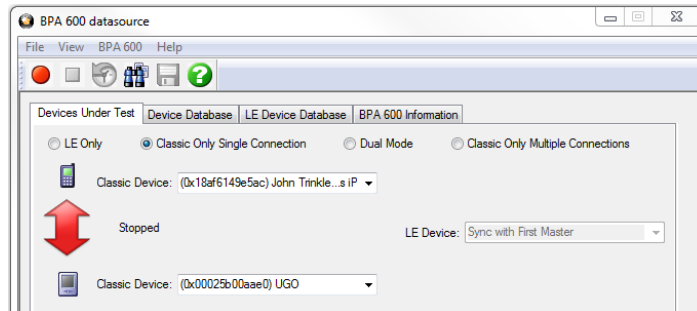 BPA 600 datasource
File View BPA 600 Help
Devices Under Test Device Database LE Device Database BPA 600 Information
LE Only Classic Only Single Connection Dual Mode Classic Only Multiple Connections
Classic Device: (0x18af6149e5ac) John Trinkle...s iP
Stopped
LE Device: Sync with First Master
Classic Device: (0x00025b00aae0) UGO